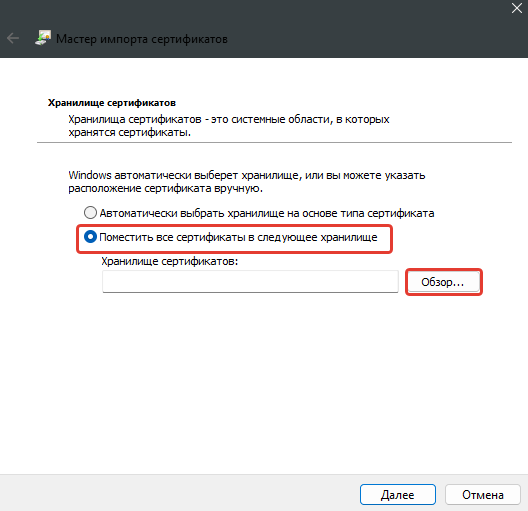 Мастер импорта сертификатов
Хранилище сертификатов
Хранилища сертификатов - это системные области, в которых
хранятся сертификаты.
Windows автоматически выберет хранилище, или вы можете указать
расположение сертификата вручную.
Автоматически выбрать хранилище на основе типа сертификата
Поместить все сертификаты в следующее хранилище
Хранилище сертификатов:
Обзор...
Далее
Отмена